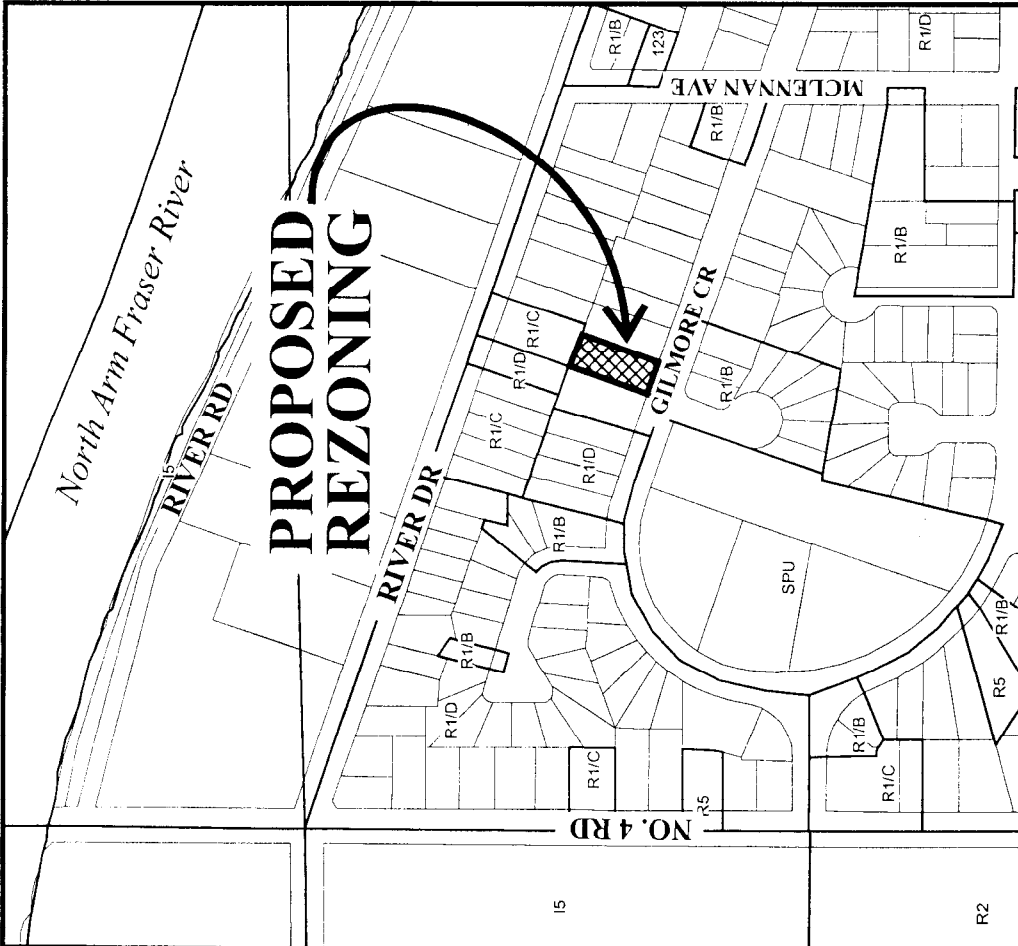 North Arm Fraser River
I5
RIVER RD
PROPOSED
REZONING
RIVER DR
R1/B
123
R1/D
MCLENNAN AVE
R1/B
R1/C
R1/D
R1/C
R1/D
GILMORE CR
R1/B
R1/B
R1/B
R1/B
R1/D
SPU
R1/C
R5
NO. 4 RD
R1/B
R1/C
R1/B
R5
I5
R2